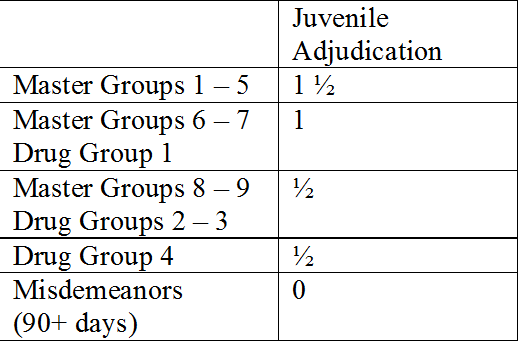 Juvenile
Adjudication
Master Groups 1 – 5 1 ½
Master Groups 6 – 7 1
Drug Group 1
Master Groups 8 – 9 ½
Drug Groups 2 – 3
Drug Group 4 ½
Misdemeanors 0
(90+ days)